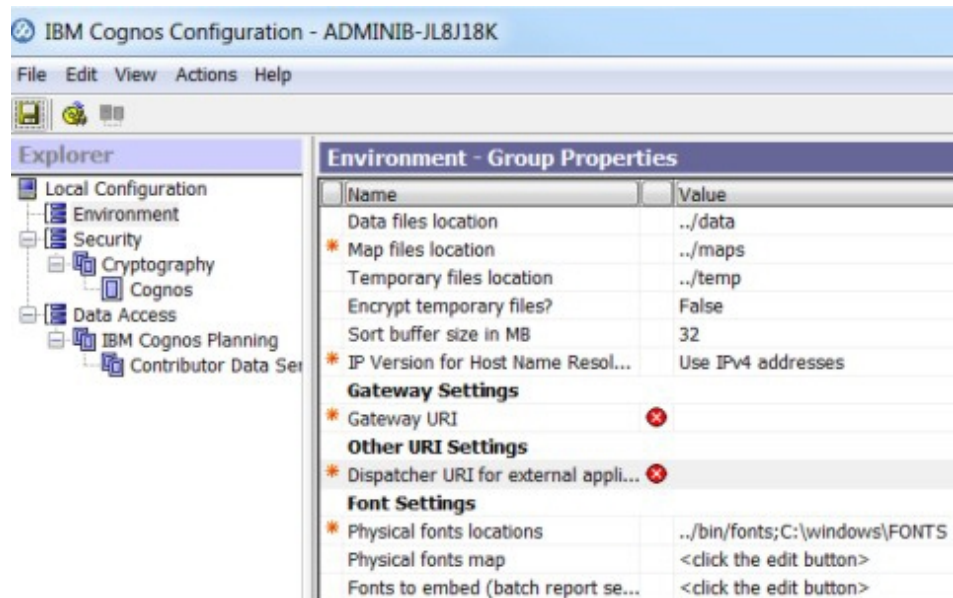 IBM Cognos Configuration - ADMINIB-JL8J18K
File Edit View Actions Help
Explorer
Local Configuration
Environment
Security
Cryptography
Cognos
Data Access
IBM Cognos Planning
Contributor Data Ser
Environment - Group Properties
Name Value
Data files location ../data
* Map files location ../maps
Temporary files location ../temp
Encrypt temporary files? False
Sort buffer size in MB 32
* IP Version for Host Name Resol... Use IPv4 addresses
Gateway Settings
* Gateway URI
Other URI Settings
* Dispatcher URI for external appli...
Font Settings
* Physical fonts locations ../bin/fonts;C:\windows\FONTS
Physical fonts map <click the edit button>
Fonts to embed (batch report se... <click the edit button>